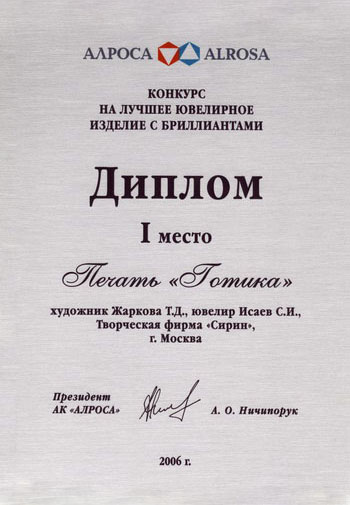 АЛРОСА ALROSA
КОНКУРС
НА ЛУЧШЕЕ ЮВЕЛИРНОЕ
ИЗДЕЛИЕ С БРИЛЛИАНТАМИ
Диплом
I место
Печать «Готика»
художник Жаркова Т.Д., ювелир Исаев С.И.,
Творческая фирма «Сирин»,
г. Москва
Президент
АК «АЛРОСА» А. О. Ничипорук
2006 г.